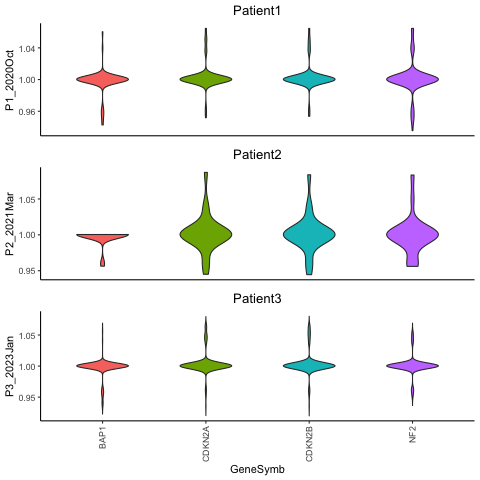 Patient1
P1_2020Oct
1.04
1.00
0.96
Patient2
P2_2021Mar
1.05
1.00
0.95
Patient3
P3_2023Jan
1.05
1.00
0.95
BAP1
CDKN2A
CDKN2B
NF2
GeneSymb